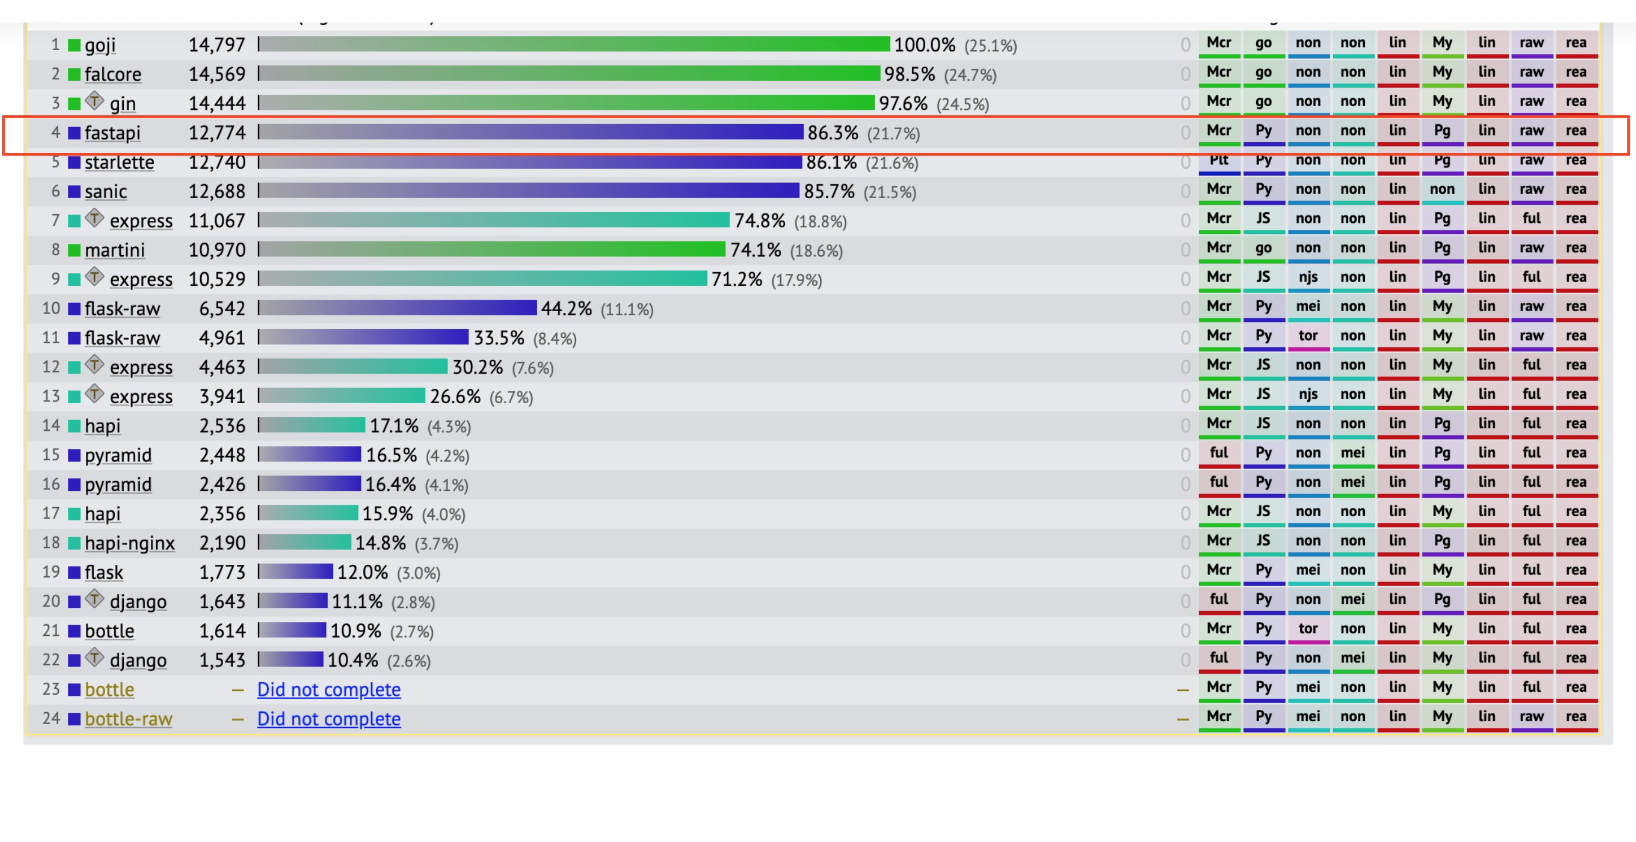 1 goji 14,797 100.0% (25.1%) 0 Mcr go non non lin My lin raw rea
2 falcore 14,569 98.5% (24.7%) 0 Mcr go non non lin My lin raw rea
3 T gin 14,444 97.6% (24.5%) 0 Mcr go non non lin My lin raw rea
4 fastapi 12,774 86.3% (21.7%) 0 Mcr Py non non lin Pg lin raw rea
5 starlette 12,740 86.1% (21.6%) 0 Plt Py non non lin Pg lin raw rea
6 sanic 12,688 85.7% (21.5%) 0 Mcr Py non non lin non lin raw rea
7 T express 11,067 74.8% (18.8%) 0 Mcr JS non non lin Pg lin ful rea
8 martini 10,970 74.1% (18.6%) 0 Mcr go non non lin Pg lin raw rea
9 T express 10,529 71.2% (17.9%) 0 Mcr JS njs non lin Pg lin ful rea
10 flask-raw 6,542 44.2% (11.1%) 0 Mcr Py mei non lin My lin raw rea
11 flask-raw 4,961 33.5% (8.4%) 0 Mcr Py tor non lin My lin raw rea
12 T express 4,463 30.2% (7.6%) 0 Mcr JS non non lin My lin ful rea
13 T express 3,941 26.6% (6.7%) 0 Mcr JS njs non lin My lin ful rea
14 hapi 2,536 17.1% (4.3%) 0 Mcr JS non non lin Pg lin ful rea
15 pyramid 2,448 16.5% (4.2%) 0 ful Py non mei lin Pg lin ful rea
16 pyramid 2,426 16.4% (4.1%) 0 ful Py non mei lin Pg lin ful rea
17 hapi 2,356 15.9% (4.0%) 0 Mcr JS non non lin My lin ful rea
18 hapi-nginx 2,190 14.8% (3.7%) 0 Mcr JS non non lin Pg lin ful rea
19 flask 1,773 12.0% (3.0%) 0 Mcr Py mei non lin My lin ful rea
20 T django 1,643 11.1% (2.8%) 0 ful Py non mei lin Pg lin ful rea
21 bottle 1,614 10.9% (2.7%) 0 Mcr Py tor non lin My lin ful rea
22 T django 1,543 10.4% (2.6%) 0 ful Py non mei lin My lin ful rea
23 bottle – Did not complete – Mcr Py mei non lin My lin ful rea
24 bottle-raw – Did not complete – Mcr Py mei non lin My lin raw rea